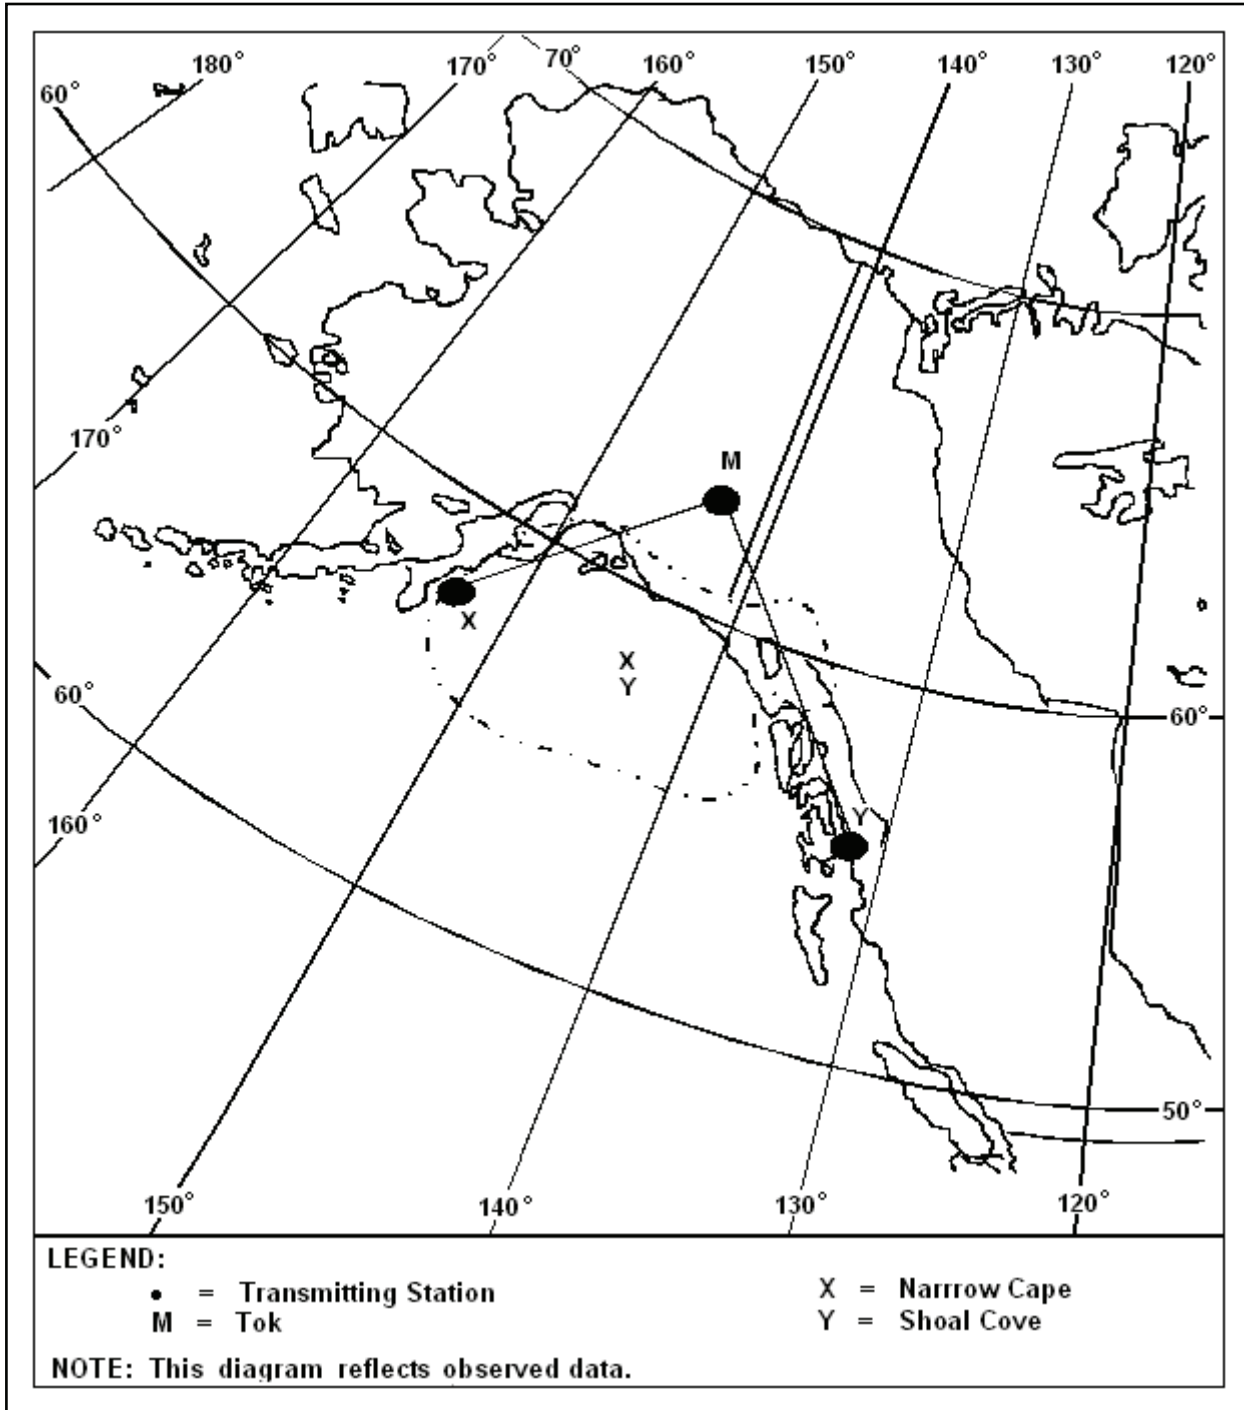 180° 170° 70° 160° 150° 140° 130° 120°
60°
170°
M
X
X
Y
60°
60°
160°
Y
50°
150° 140° 130° 120°
LEGEND:
• = Transmitting Station
M = Tok
X = Narrrow Cape
Y = Shoal Cove
NOTE: This diagram reflects observed data.